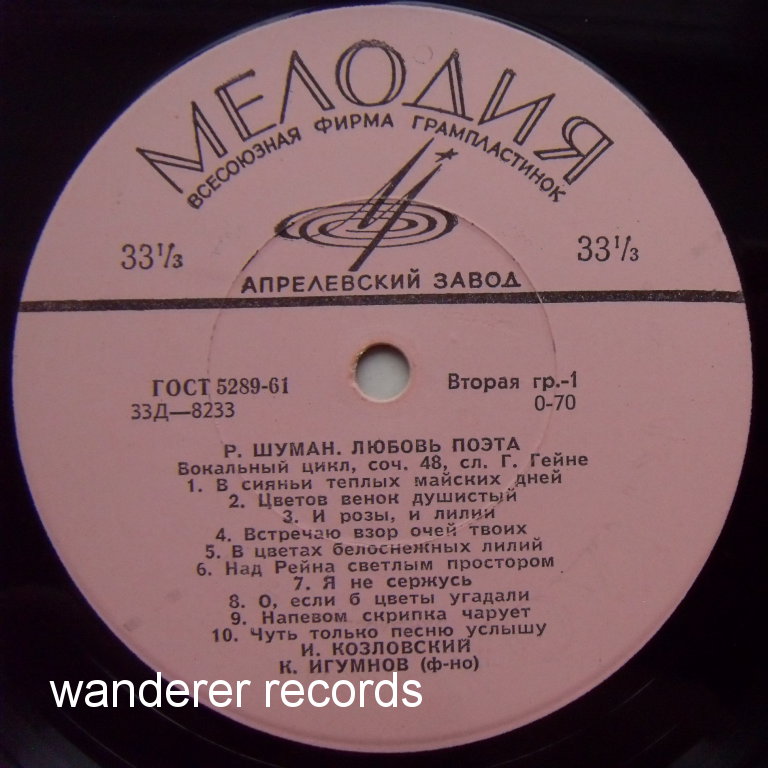 МЕЛОДИЯ
ВСЕСОЮЗНАЯ ФИРМА ГРАМПЛАСТИНОК
33⅓
33⅓
АПРЕЛЕВСКИЙ ЗАВОД
ГОСТ 5289-61
Вторая гр.-1
33Д—8233
0-70
Р. ШУМАН. ЛЮБОВЬ ПОЭТА
Вокальный цикл, соч. 48, сл. Г. Гейне
1. В сияньи теплых майских дней
2. Цветов венок душистый
3. И розы, и лилии
4. Встречаю взор очей твоих
5. В цветах белоснежных лилий
6. Над Рейна светлым простором
7. Я не сержусь
8. О, если б цветы угадали
9. Напевом скрипка чарует
10. Чуть только песню услышу
И. КОЗЛОВСКИЙ
К. ИГУМНОВ (ф-но)
wanderer records